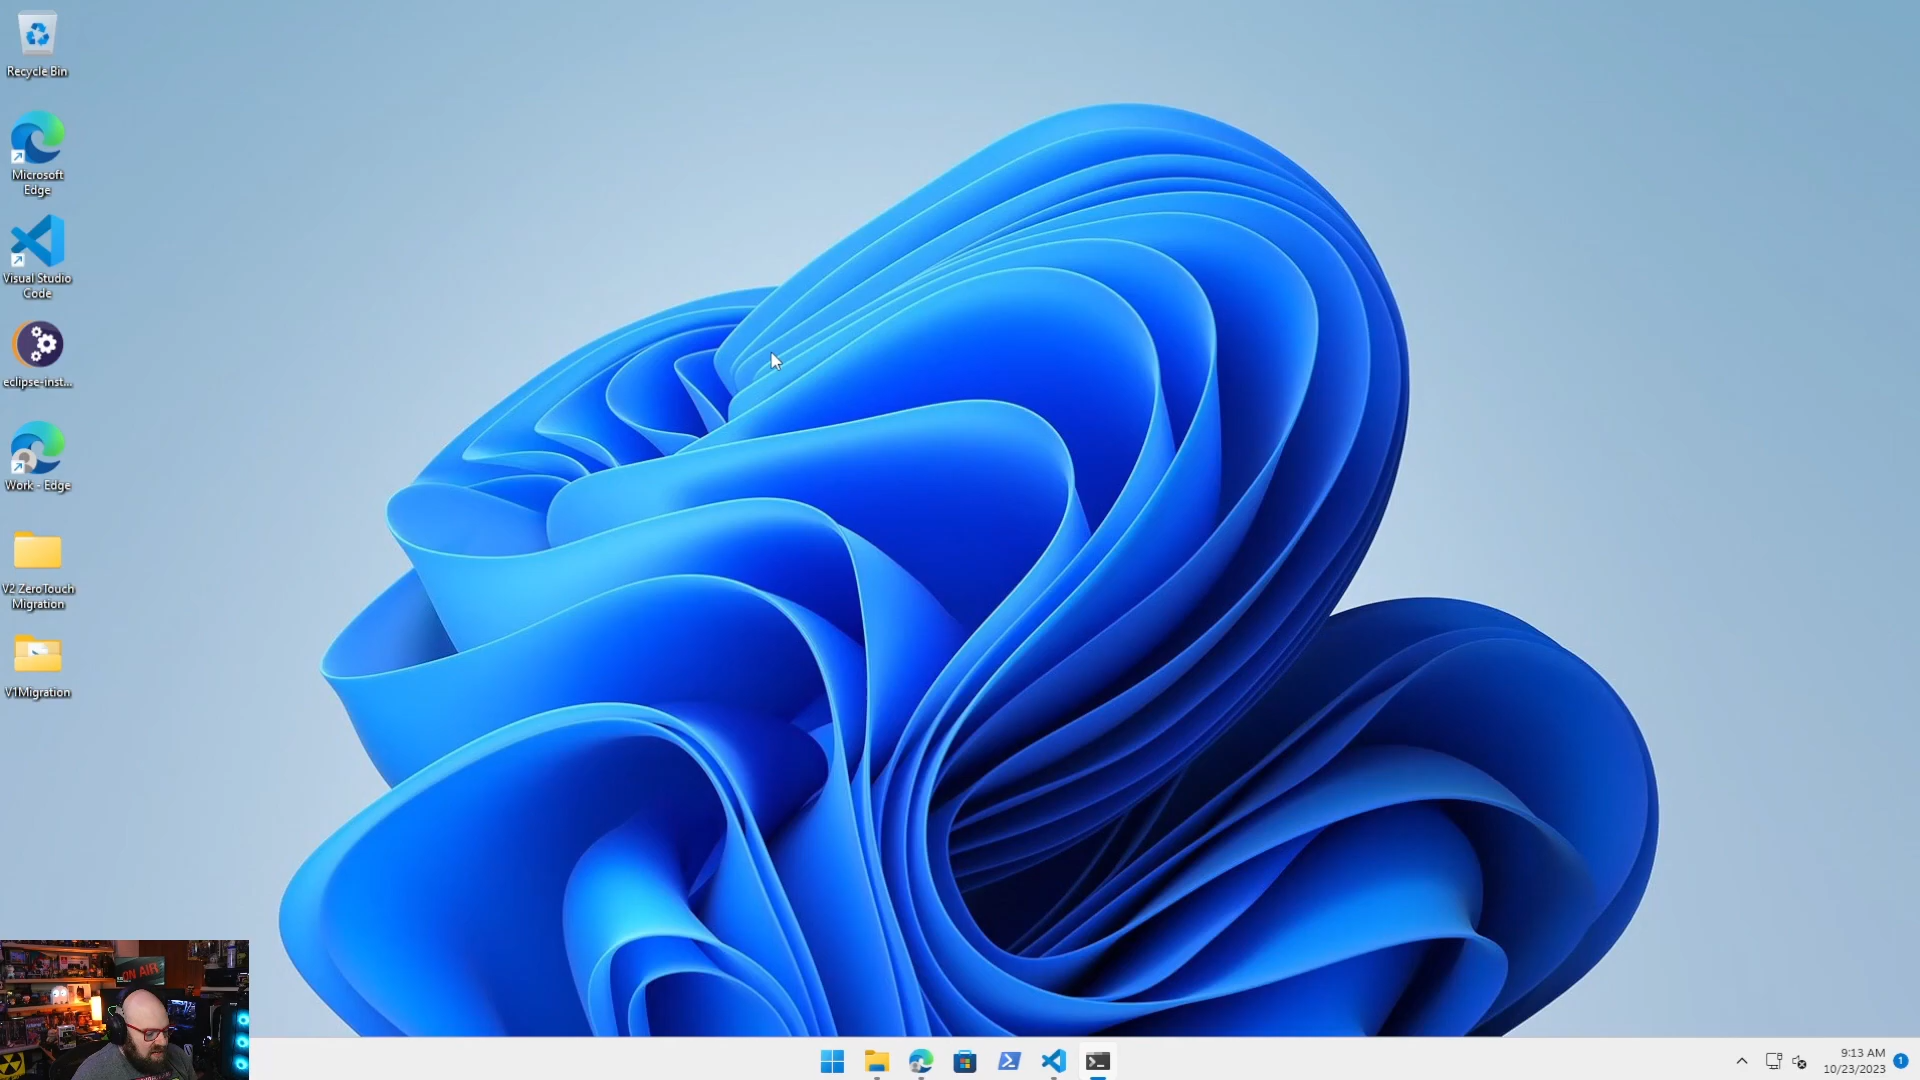 Recycle Bin
Microsoft
Edge
Visual Studio
Code
eclipse-inst...
Work - Edge
V2 ZeroTouch
Migration
V1Migration
ON AIR
9:13 AM
10/23/2023
1